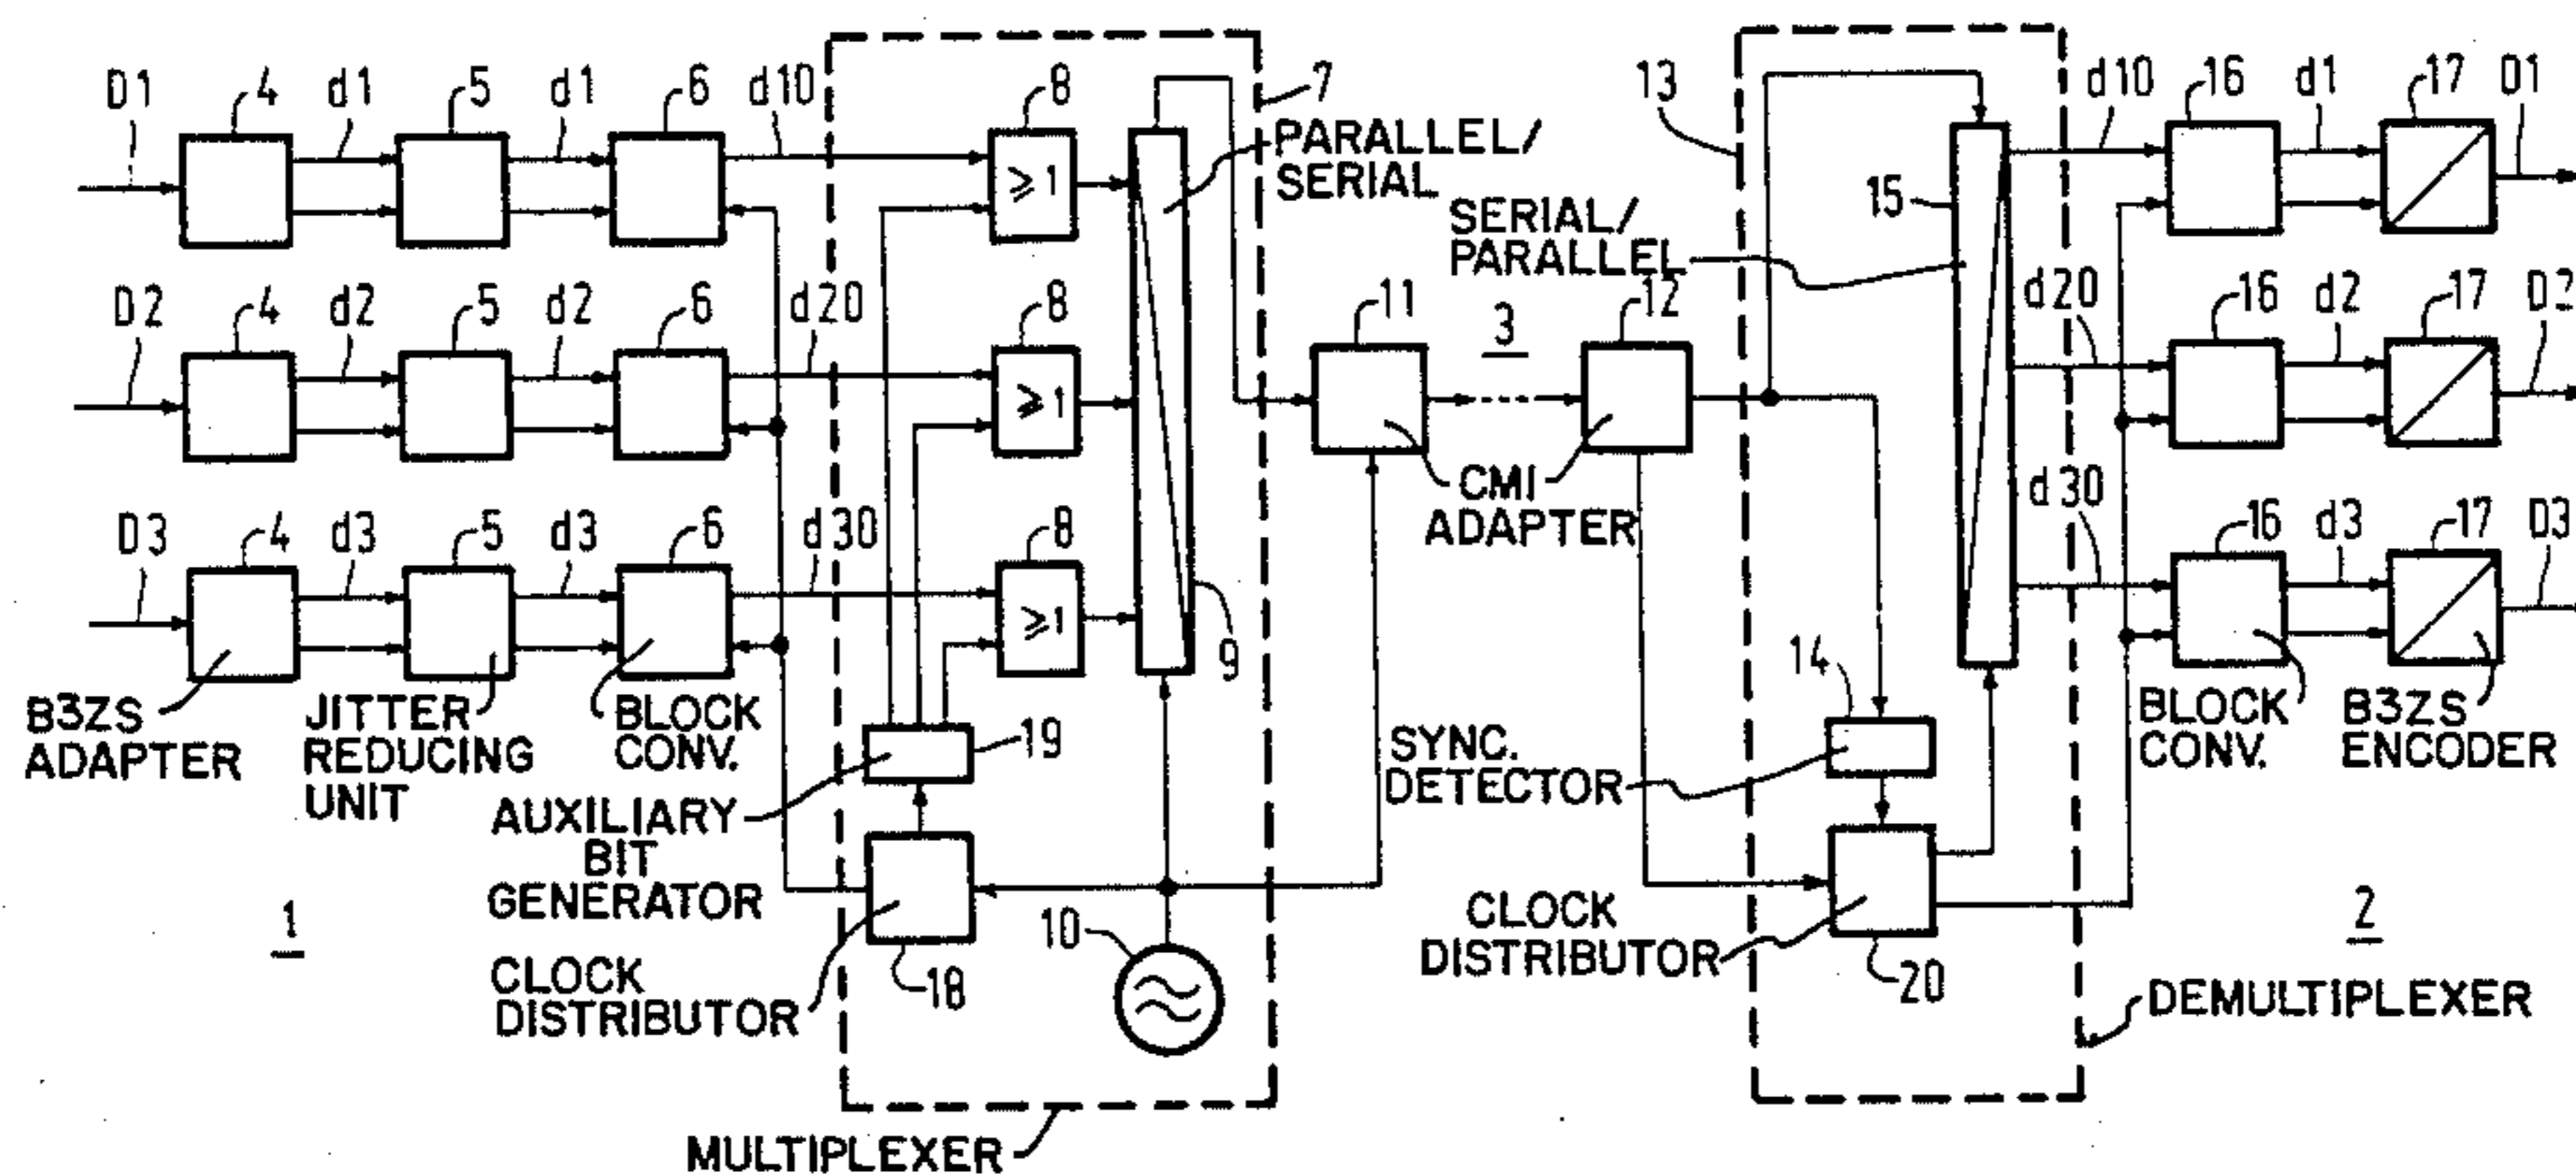 D1 4 d1 5 d1 6 d10 8 7 13 d10 16 d1 17 D1
≥1
PARALLEL/
SERIAL
SERIAL/
PARALLEL
15
D2 4 d2 5 d2 6 d20 8 11 3 12 d20 16 d2 17 D2
≥1
CMI
ADAPTER
D3 4 d3 5 d3 6 d30 8 9 d30 16 d3 17 D3
≥1
B3ZS
ADAPTER
JITTER
REDUCING
UNIT
BLOCK
CONV.
19
AUXILIARY
BIT
GENERATOR
14
SYNC.
DETECTOR
BLOCK
CONV.
B3ZS
ENCODER
1
CLOCK
DISTRIBUTOR
18
10
CLOCK
DISTRIBUTOR
20
2
DEMULTIPLEXER
MULTIPLEXER